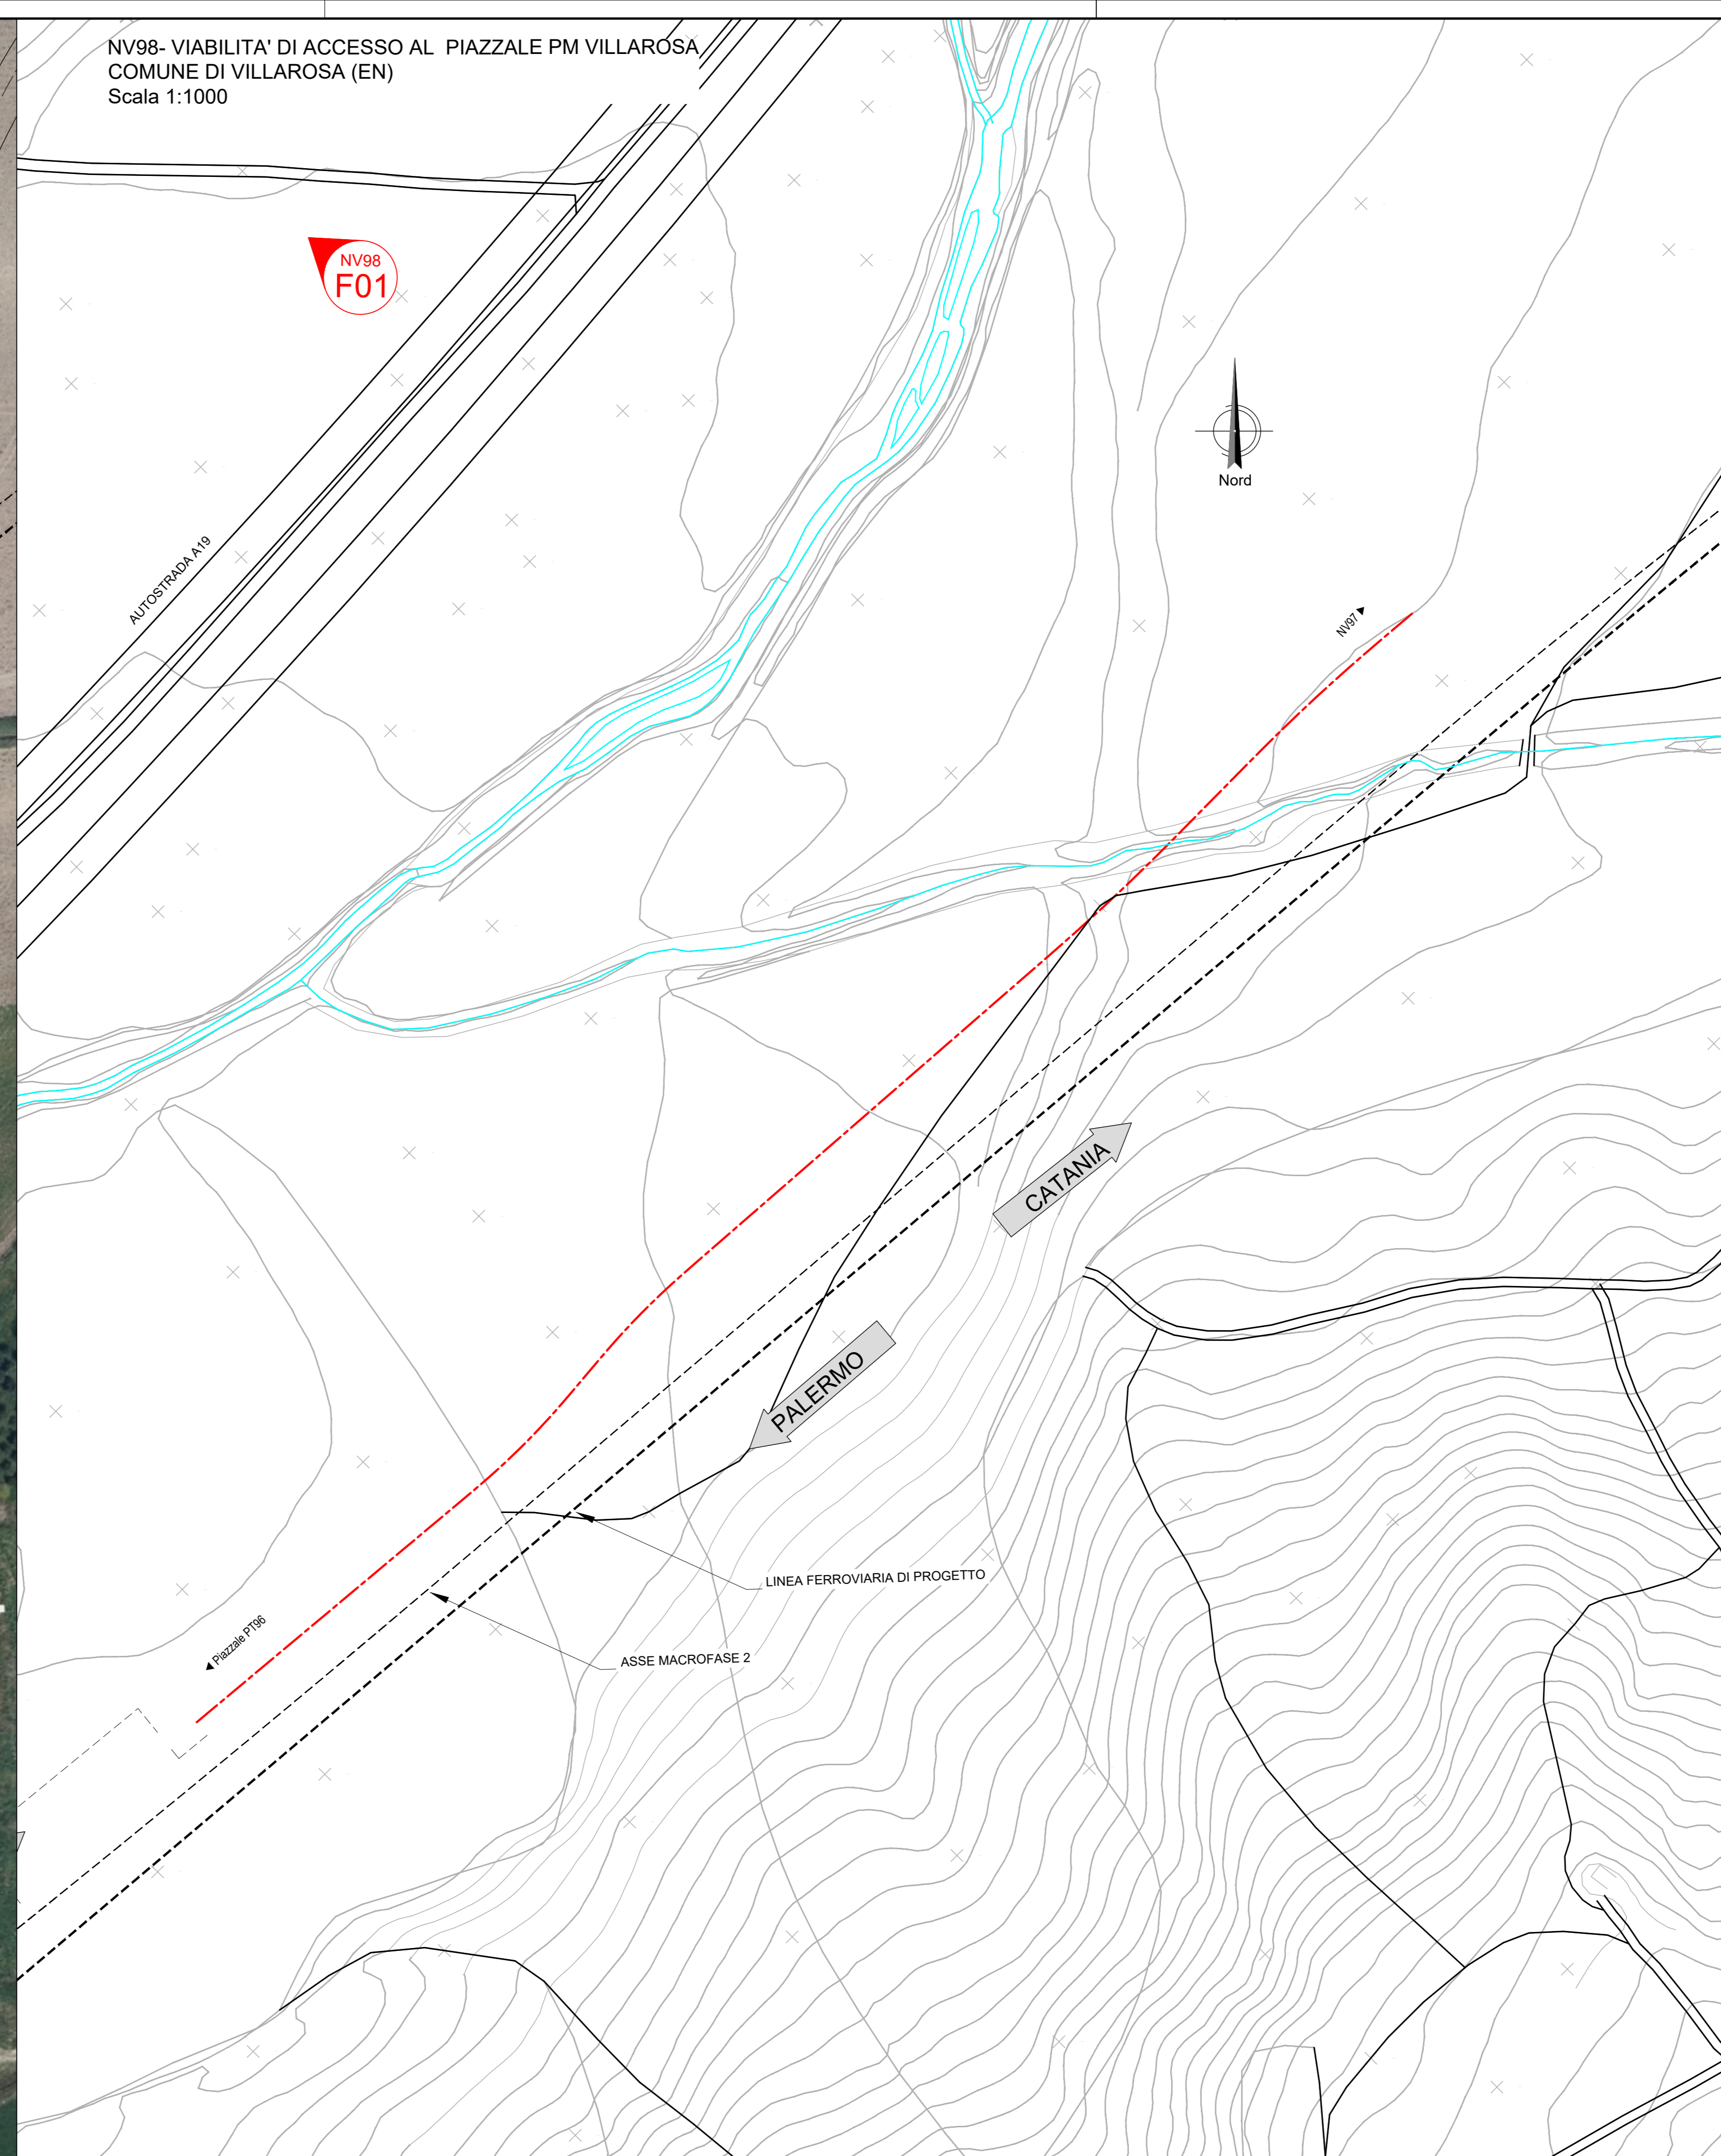 NV98- VIABILITA' DI ACCESSO AL PIAZZALE PM VILLAROSA
COMUNE DI VILLAROSA (EN)
Scala 1:1000
NV98
F01
Nord
AUTOSTRADA A19
NV97
CATANIA
PALERMO
LINEA FERROVIARIA DI PROGETTO
ASSE MACROFASE 2
Piazzale PT96